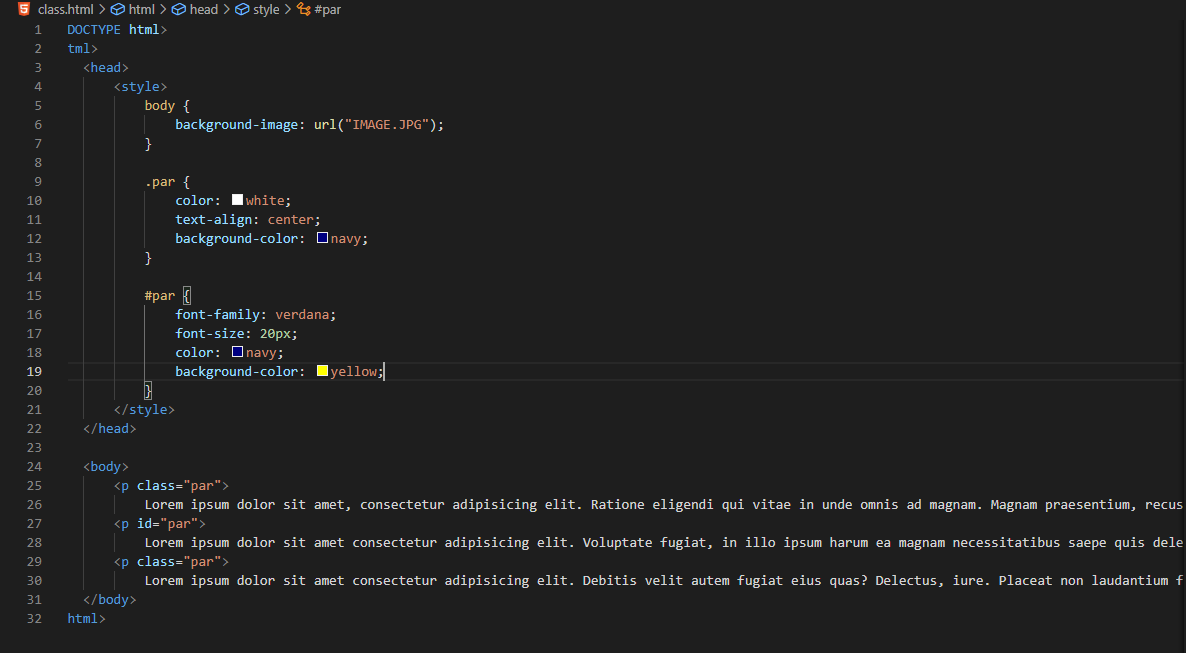 class.html > html > head > style > #par
1 DOCTYPE html>
2 tml>
3 <head>
4 <style>
5 body {
6 background-image: url("IMAGE.JPG");
7 }
8
9 .par {
10 color: white;
11 text-align: center;
12 background-color: navy;
13 }
14
15 #par {
16 font-family: verdana;
17 font-size: 20px;
18 color: navy;
19 background-color: yellow;
20 }
21 </style>
22 </head>
23
24 <body>
25 <p class="par">
26 Lorem ipsum dolor sit amet, consectetur adipisicing elit. Ratione eligendi qui vitae in unde omnis ad magnam. Magnam praesentium, recus
27 <p id="par">
28 Lorem ipsum dolor sit amet consectetur adipisicing elit. Voluptate fugiat, in illo ipsum harum ea magnam necessitatibus saepe quis dele
29 <p class="par">
30 Lorem ipsum dolor sit amet consectetur adipisicing elit. Debitis velit autem fugiat eius quas? Delectus, iure. Placeat non laudantium f
31 </body>
32 html>